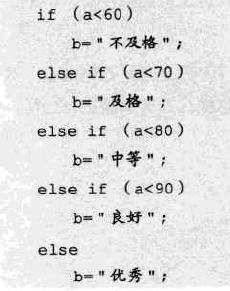 if (a<60)
b="不及格";
else if (a<70)
b="及格";
else if (a<80)
b="中等";
else if (a<90)
b="良好";
else
b="优秀";